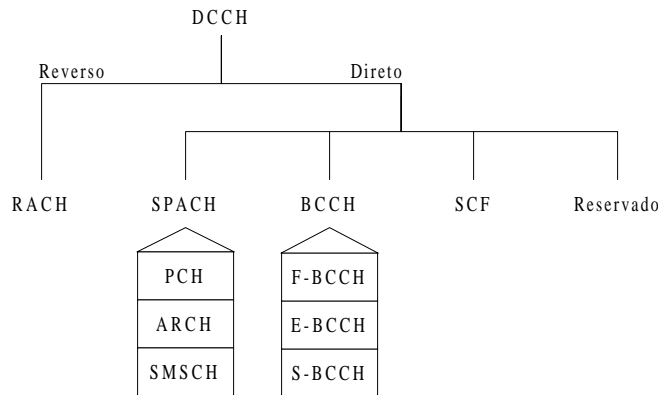 DCCH
Reverso Direto
RACH SPACH BCCH SCF Reservado
PCH F-BCCH
ARCH E-BCCH
SMSCH S-BCCH